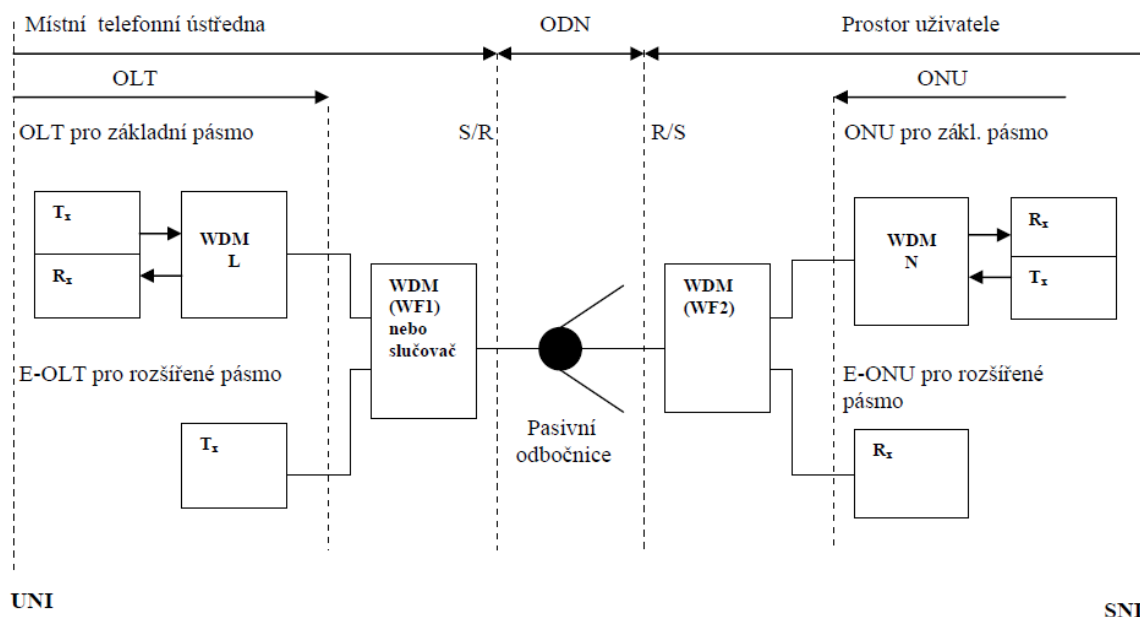 Místní telefonní ústředna
ODN
Prostor uživatele
OLT
ONU
OLT pro základní pásmo
S/R
R/S
ONU pro zákl. pásmo
Tx
Rx
WDM
L
WDM
(WF1)
nebo
slučovač
WDM
(WF2)
WDM
N
Rx
Tx
E-OLT pro rozšířené pásmo
E-ONU pro rozšířené
pásmo
Tx
Pasivní
odbočnice
Rx
UNI
SNI